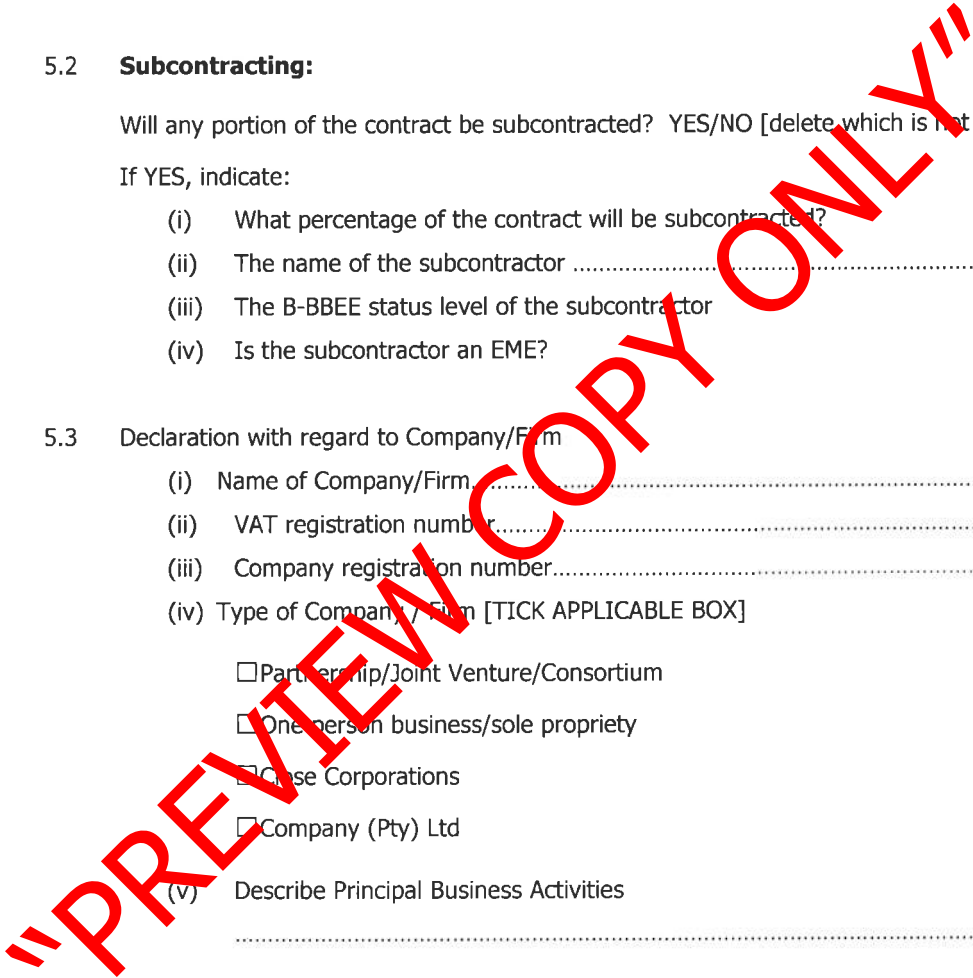 5.2 Subcontracting:
Will any portion of the contract be subcontracted? YES/NO [delete which is not
If YES, indicate:
(i) What percentage of the contract will be subcontracted?
(ii) The name of the subcontractor ..............................................................
(iii) The B-BBEE status level of the subcontractor
(iv) Is the subcontractor an EME?
5.3 Declaration with regard to Company/Firm
(i) Name of Company/Firm..............................................................................
(ii) VAT registration number..........................................................................
(iii) Company registration number.................................................................
(iv) Type of Company / Firm [TICK APPLICABLE BOX]
☐Partnership/Joint Venture/Consortium
☐One person business/sole propriety
☐Close Corporations
☐Company (Pty) Ltd
(v) Describe Principal Business Activities
..................................................................................................................
"PREVIEW COPY ONLY"